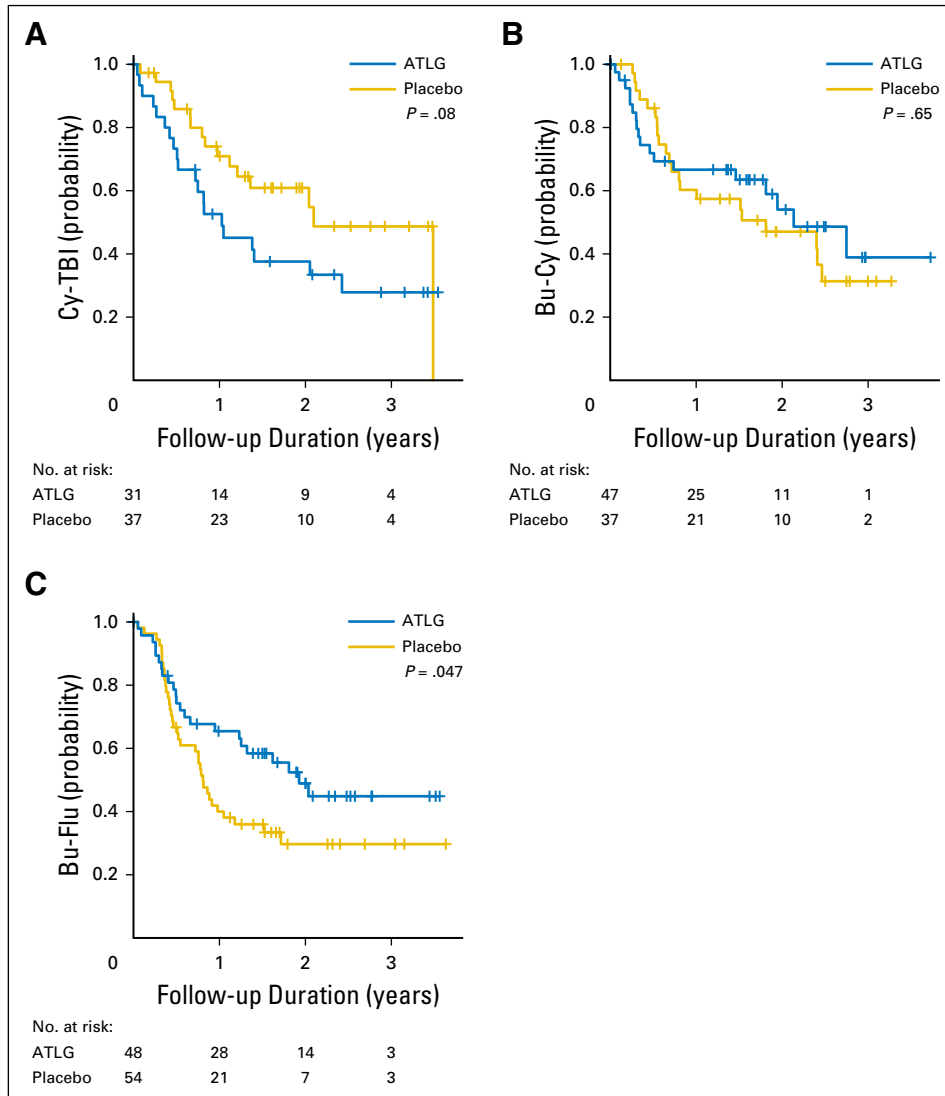 A
Cy-TBI (probability)
1.0
0.8
0.6
0.4
0.2
0
1
2
3
ATLG
Placebo
P = .08
Follow-up Duration (years)
No. at risk:
ATLG 31 14 9 4
Placebo 37 23 10 4
B
Bu-Cy (probability)
1.0
0.8
0.6
0.4
0.2
0
1
2
3
ATLG
Placebo
P = .65
Follow-up Duration (years)
No. at risk:
ATLG 47 25 11 1
Placebo 37 21 10 2
C
Bu-Flu (probability)
1.0
0.8
0.6
0.4
0.2
0
1
2
3
ATLG
Placebo
P = .047
Follow-up Duration (years)
No. at risk:
ATLG 48 28 14 3
Placebo 54 21 7 3